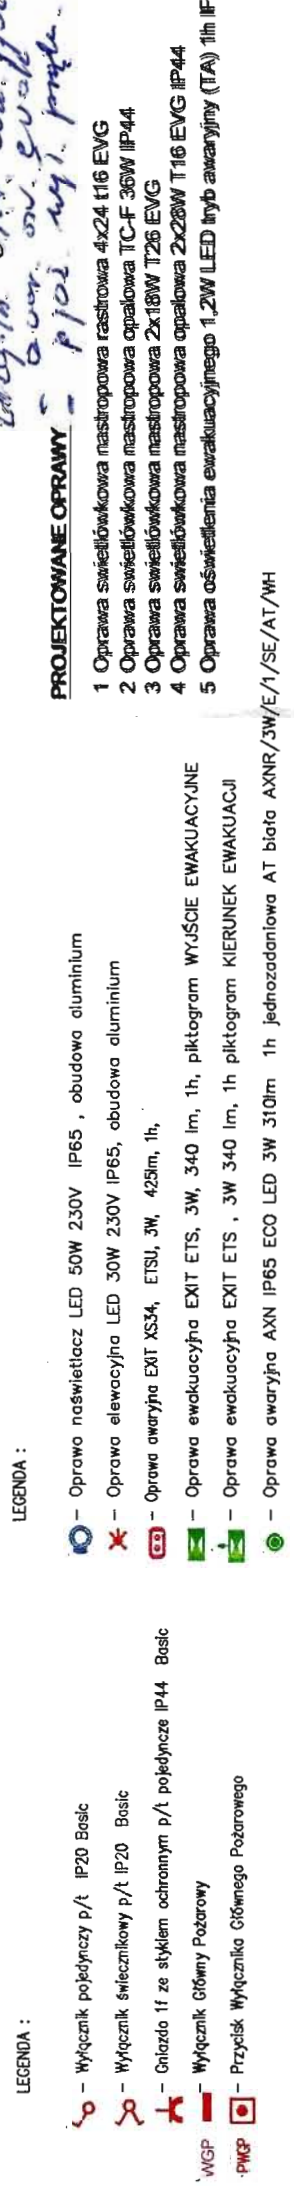 LEGENDA :
– Wyłącznik pojedynczy p/t IP20 Basic
– Wyłącznik świecznikowy p/t IP20 Basic
– Gniazdo 1f ze stykiem ochronnym p/t pojedyncze IP44 Basic
WGP – Wyłącznik Główny Pożarowy
PWGP – Przycisk Wyłącznika Głównego Pożarowego
LEGENDA :
– Oprawa naświetlacz LED 50W 230V IP65 , obudowa aluminium
– Oprawa elewacyjna LED 30W 230V IP65, obudowa aluminium
– Oprawa awaryjna EXIT XS34, ETSU, 3W, 425lm, 1h,
– Oprawa ewakuacyjna EXIT ETS, 3W, 340 lm, 1h, piktogram WYJŚCIE EWAKUACYJNE
– Oprawa ewakuacyjna EXIT ETS , 3W 340 lm, 1h piktogram KIERUNEK EWAKUACJI
– Oprawa awaryjna AXN IP65 ECO LED 3W 310lm 1h jednozadaniowa AT biała AXNR/3W/E/1/SE/AT/WH
PROJEKTOWANE OPRAWY
1 Oprawa świetlówkowa nastropowa rastrowa 4x24 t16 EVG
2 Oprawa świetlówkowa nastropowa opalowa TC-F 36W IP44
3 Oprawa świetlówkowa nastropowa 2x18W T26 EVG
4 Oprawa świetlówkowa nastropowa opalowa 2x28W T16 EVG IP44
5 Oprawa oświetlenia ewakuacyjnego 1,2W LED tryb awaryjny (TA) 1h